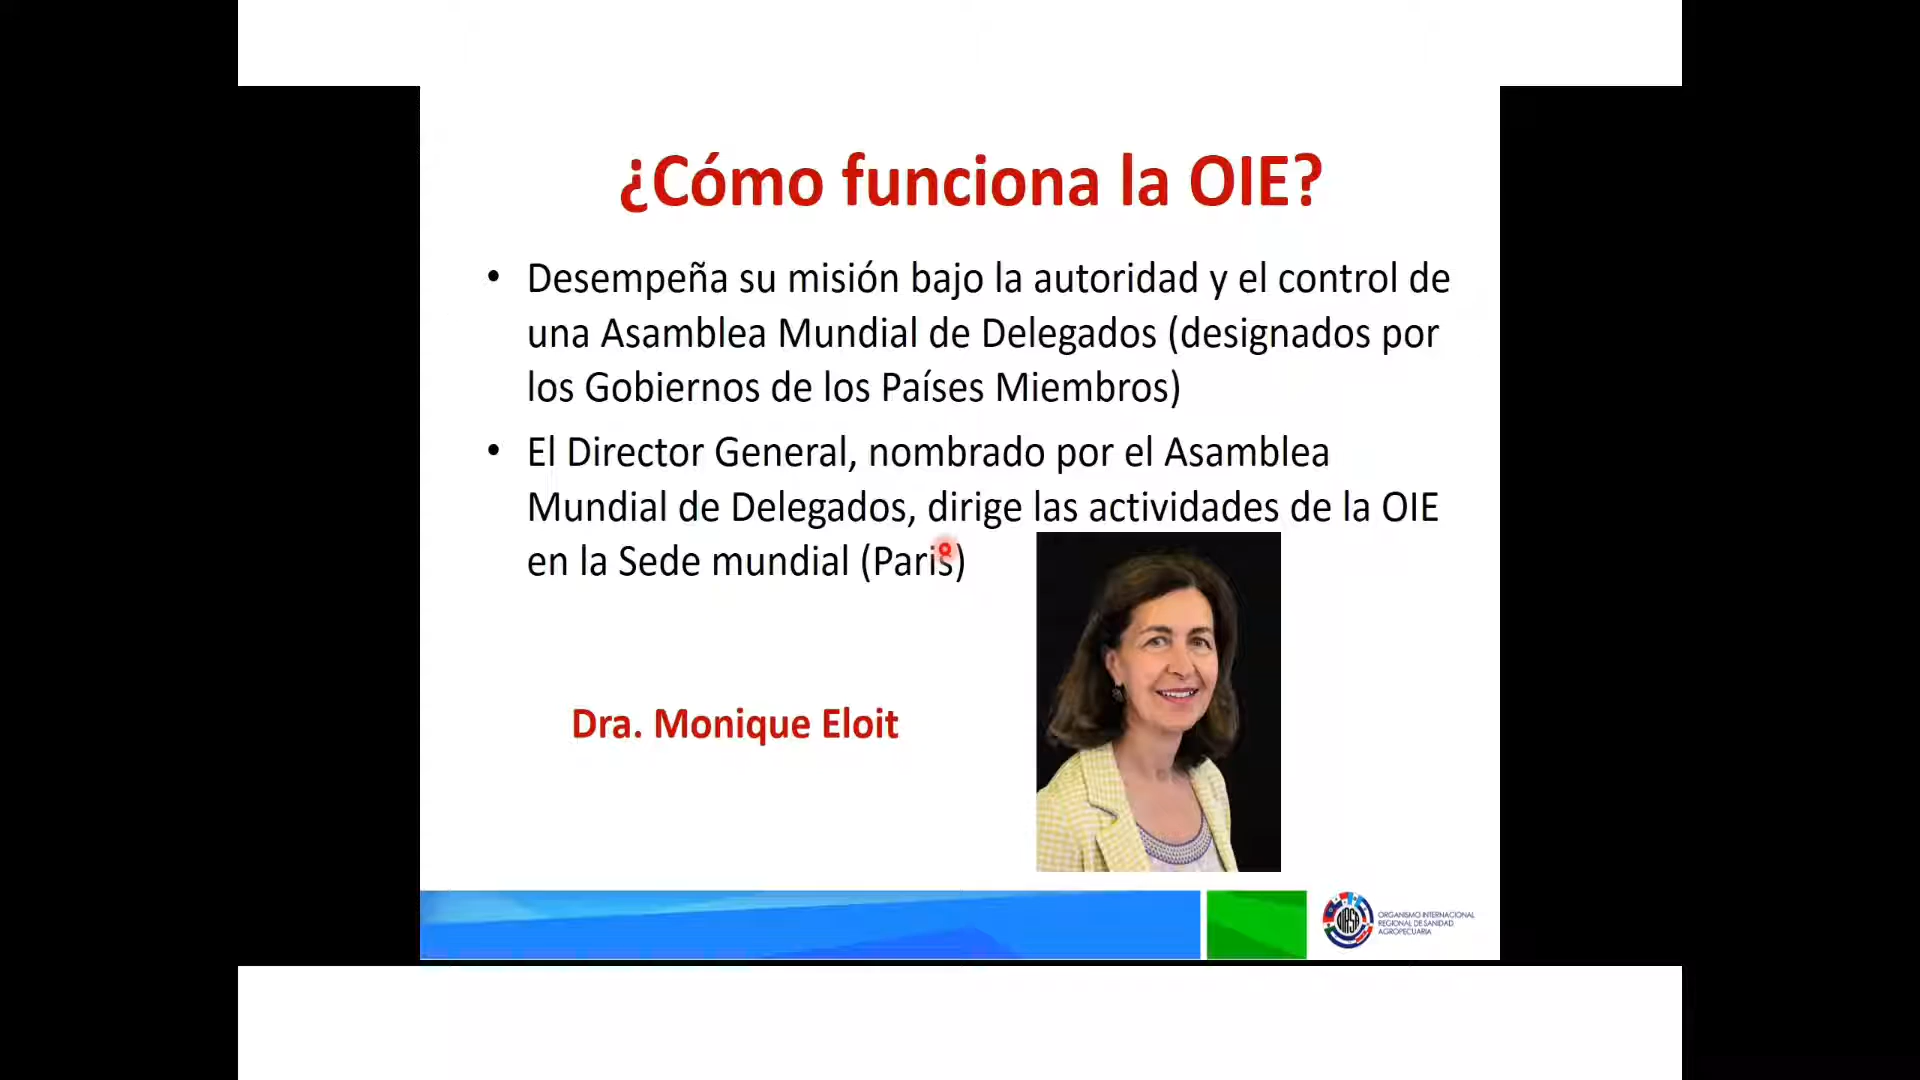 ¿Cómo funciona la OIE?
• Desempeña su misión bajo la autoridad y el control de
una Asamblea Mundial de Delegados (designados por
los Gobiernos de los Países Miembros)
• El Director General, nombrado por el Asamblea
Mundial de Delegados, dirige las actividades de la OIE
en la Sede mundial (Paris)
Dra. Monique Eloit
OIRSA
ORGANISMO INTERNACIONAL
REGIONAL DE SANIDAD
AGROPECUARIA